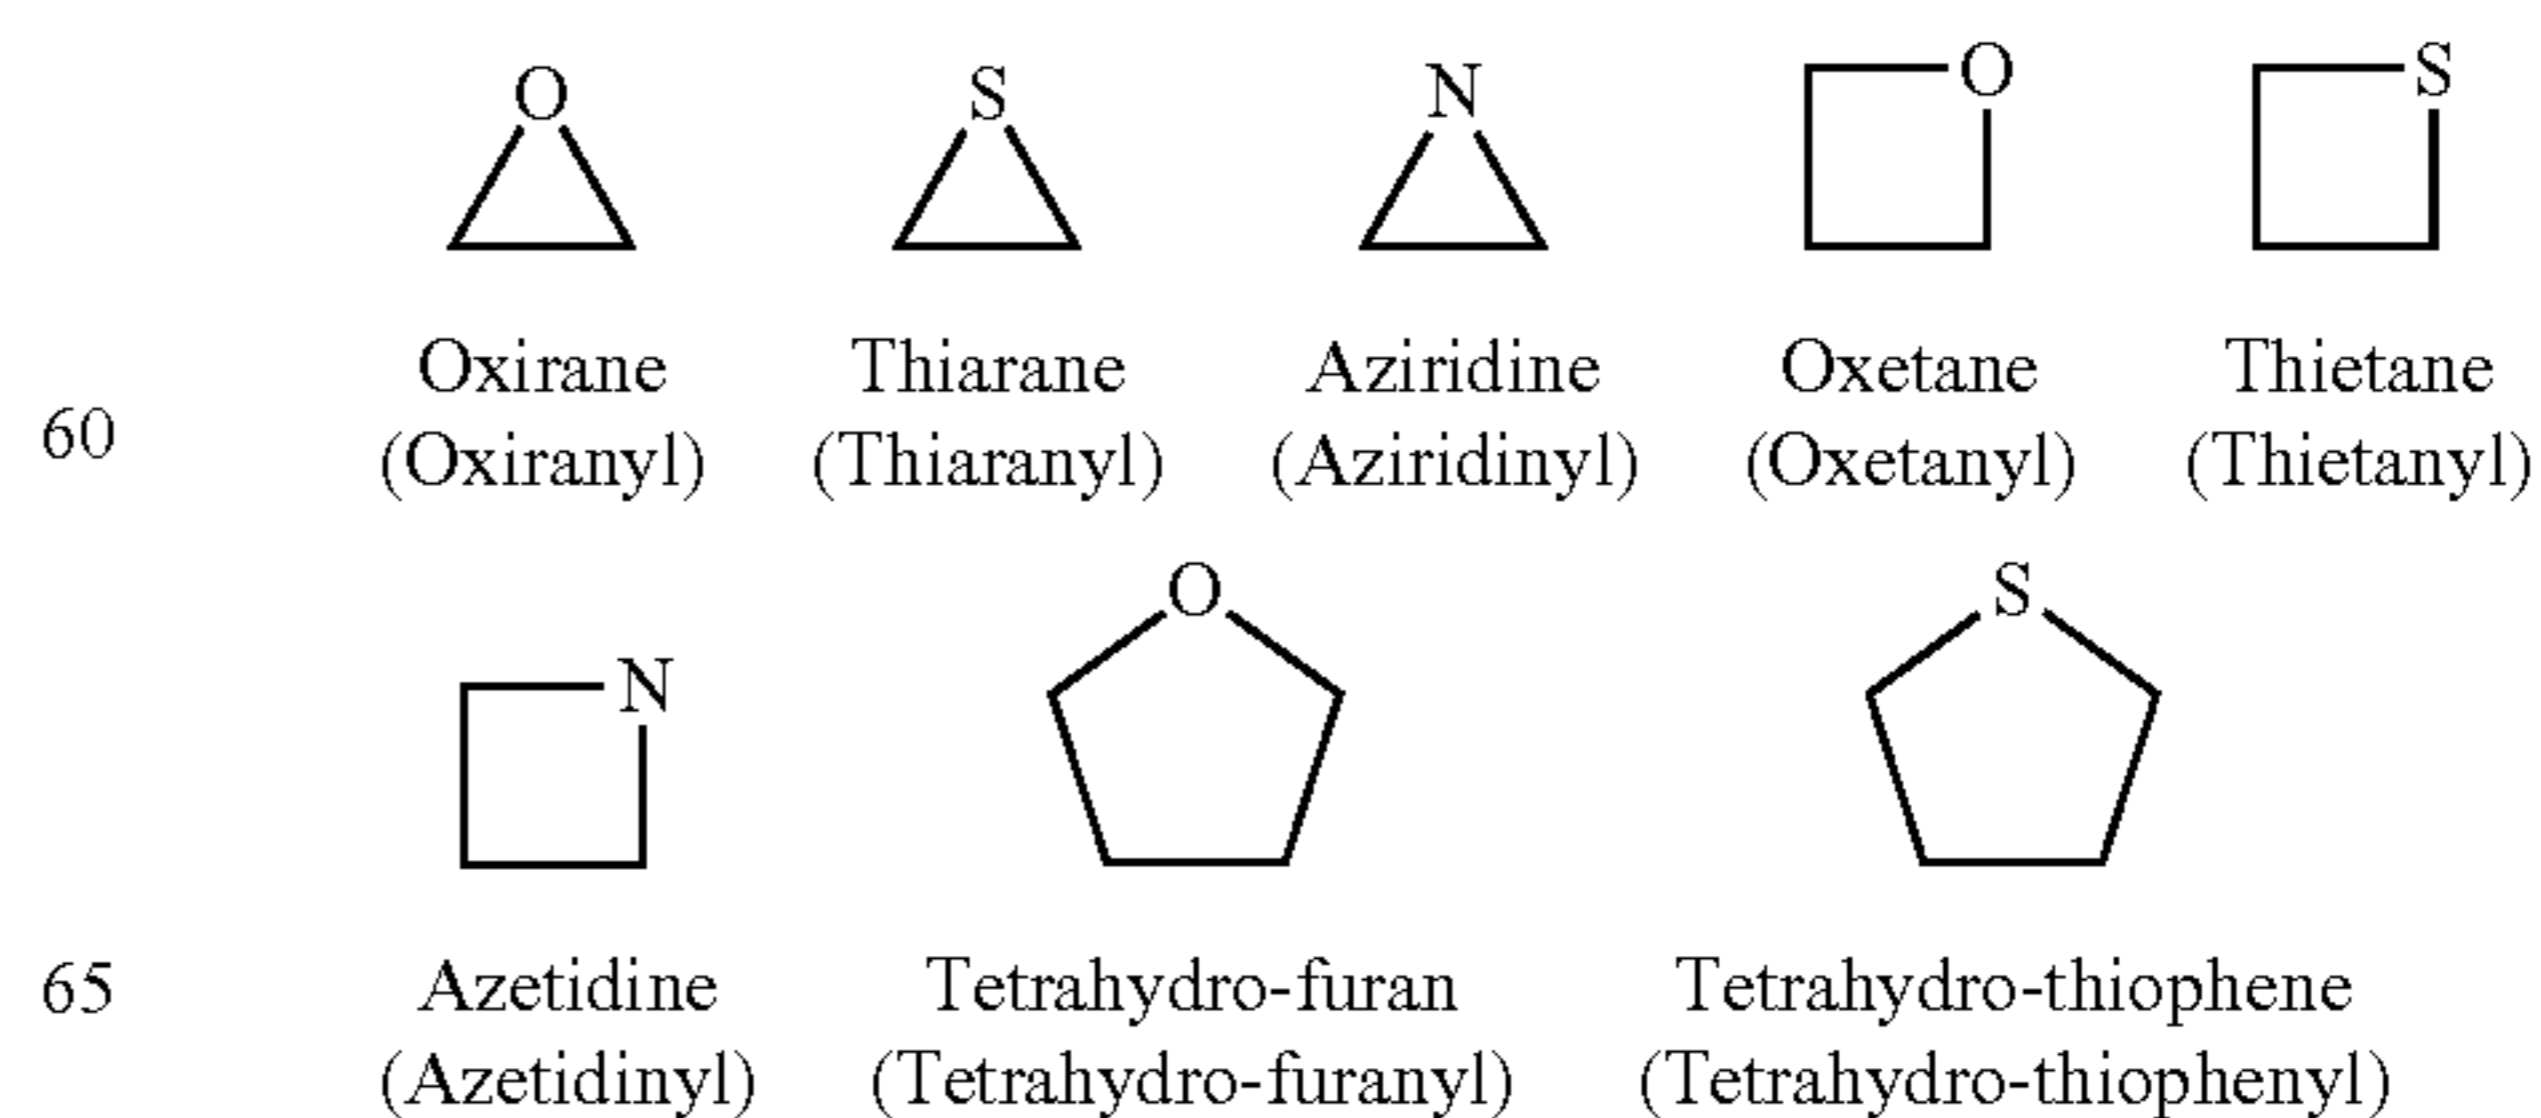 O S N O S
Oxirane Thiarane Aziridine Oxetane Thietane
60
(Oxiranyl) (Thiaranyl) (Aziridinyl) (Oxetanyl) (Thietanyl)
O S
N
65 Azetidine Tetrahydro-furan Tetrahydro-thiophene
(Azetidinyl) (Tetrahydro-furanyl) (Tetrahydro-thiophenyl)